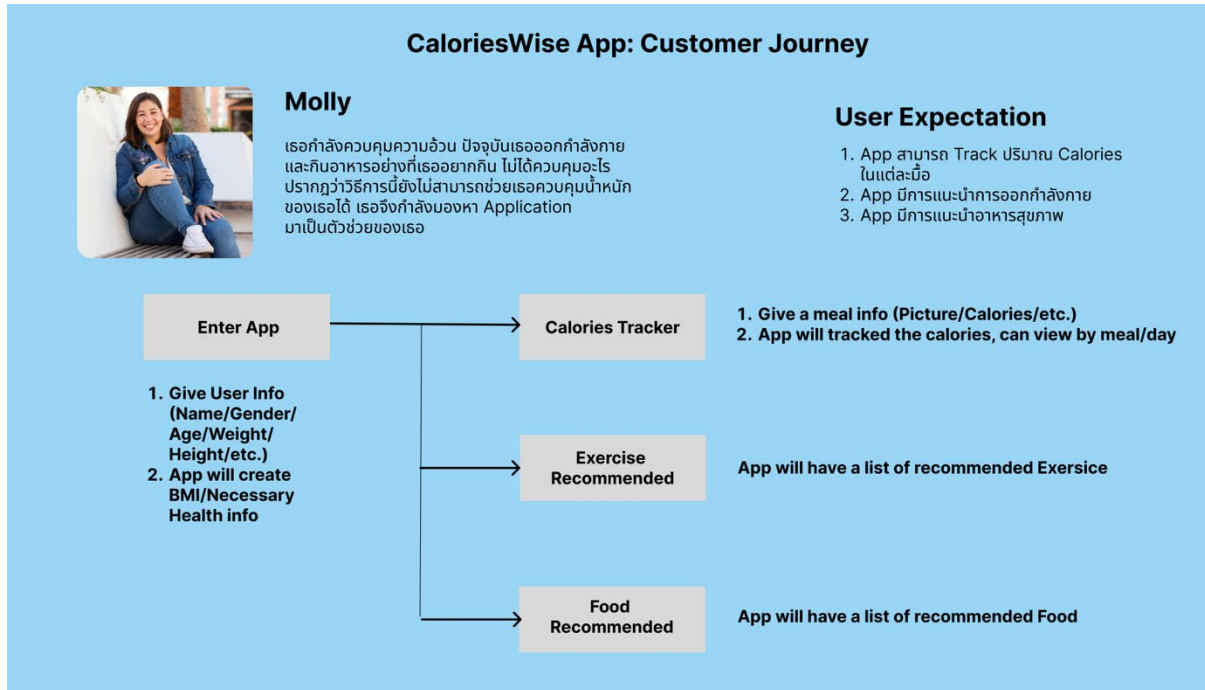 CaloriesWise App: Customer Journey
Molly
เธอกำลังควบคุมความอ้วน ปัจจุบันเธอออกกำลังกาย
และกินอาหารอย่างที่เธออยากกิน ไม่ได้ควบคุมอะไร
ปรากฏว่าวิธีการนี้ยังไม่สามารถช่วยเธอควบคุมน้ำหนัก
ของเธอได้ เธอจึงกำลังมองหา Application
มาเป็นตัวช่วยของเธอ
User Expectation
1. App สามารถ Track ปริมาณ Calories
ในแต่ละมื้อ
2. App มีการแนะนำการออกกำลังกาย
3. App มีการแนะนำอาหารสุขภาพ
Enter App
1. Give User Info
(Name/Gender/
Age/Weight/
Height/etc.)
2. App will create
BMI/Necessary
Health info
Calories Tracker
1. Give a meal info (Picture/Calories/etc.)
2. App will tracked the calories, can view by meal/day
Exercise
Recommended
App will have a list of recommended Exersice
Food
Recommended
App will have a list of recommended Food